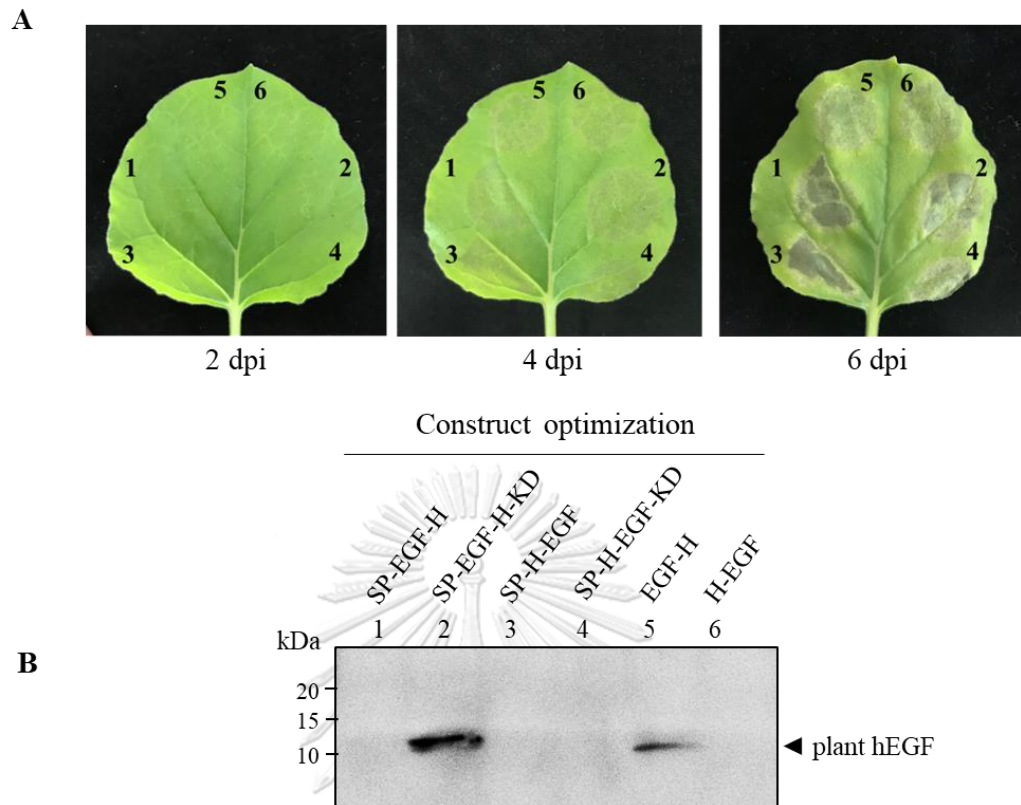 A
5 6
1
2
3
4
2 dpi
5 6
1
2
3
4
4 dpi
5 6
1
2
3
4
6 dpi
Construct optimization
SP-EGF-H
SP-EGF-H-KD
SP-H-EGF
SP-H-EGF-KD
EGF-H
H-EGF
kDa
1 2 3 4 5 6
B
20
15
10
◄ plant hEGF